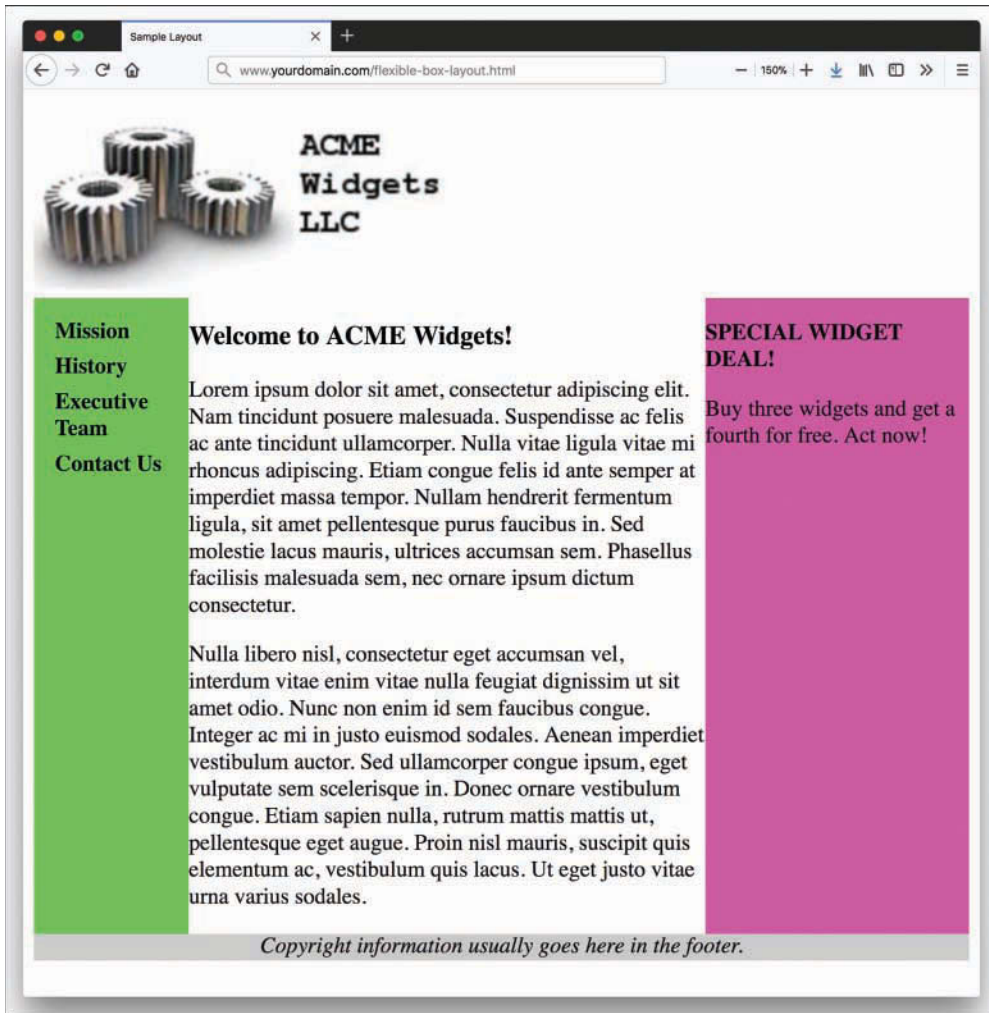 Sample Layout
www.yourdomain.com/flexible-box-layout.html
150%
ACME
Widgets
LLC
Mission
History
Executive
Team
Contact Us
Welcome to ACME Widgets!
Lorem ipsum dolor sit amet, consectetur adipiscing elit.
Nam tincidunt posuere malesuada. Suspendisse ac felis
ac ante tincidunt ullamcorper. Nulla vitae ligula vitae mi
rhoncus adipiscing. Etiam congue felis id ante semper at
imperdiet massa tempor. Nullam hendrerit fermentum
ligula, sit amet pellentesque purus faucibus in. Sed
molestie lacus mauris, ultrices accumsan sem. Phasellus
facilisis malesuada sem, nec ornare ipsum dictum
consectetur.
Nulla libero nisl, consectetur eget accumsan vel,
interdum vitae enim vitae nulla feugiat dignissim ut sit
amet odio. Nunc non enim id sem faucibus congue.
Integer ac mi in justo euismod sodales. Aenean imperdiet
vestibulum auctor. Sed ullamcorper congue ipsum, eget
vulputate sem scelerisque in. Donec ornare vestibulum
congue. Etiam sapien nulla, rutrum mattis mattis ut,
pellentesque eget augue. Proin nisl mauris, suscipit quis
elementum ac, vestibulum quis lacus. Ut eget justo vitae
urna varius sodales.
SPECIAL WIDGET
DEAL!
Buy three widgets and get a
fourth for free. Act now!
Copyright information usually goes here in the footer.